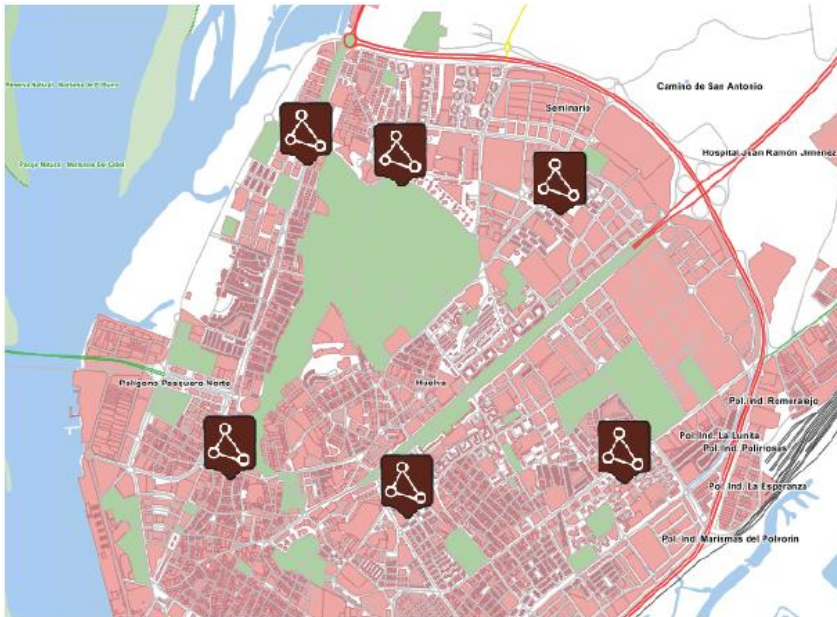 Camino de San Antonio
Seminario
Hospital Juan Ramón Jiménez
Polígono Pesquero Norte
Huelva
Pol. Ind. Romeralejo
Pol. Ind. La Lunita
Pol. Ind. Polirrosas
Pol. Ind. La Esperanza
Pol. Ind. Marismas del Polvorín